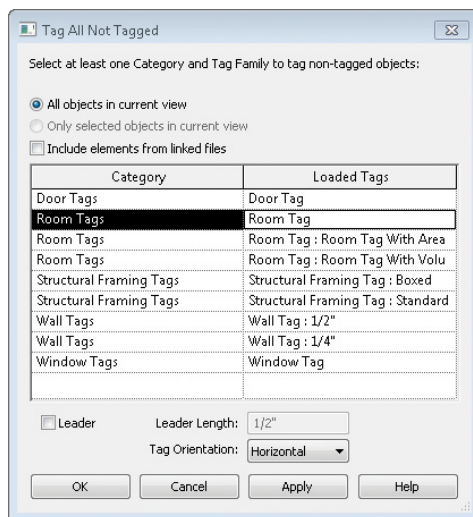 Tag All Not Tagged
Select at least one Category and Tag Family to tag non-tagged objects:
All objects in current view
Only selected objects in current view
Include elements from linked files
Category Loaded Tags
Door Tags Door Tag
Room Tags Room Tag
Room Tags Room Tag : Room Tag With Area
Room Tags Room Tag : Room Tag With Volu
Structural Framing Tags Structural Framing Tag : Boxed
Structural Framing Tags Structural Framing Tag : Standard
Wall Tags Wall Tag : 1/2"
Wall Tags Wall Tag : 1/4"
Window Tags Window Tag
Leader Leader Length: 1/2"
Tag Orientation: Horizontal
OK Cancel Apply Help